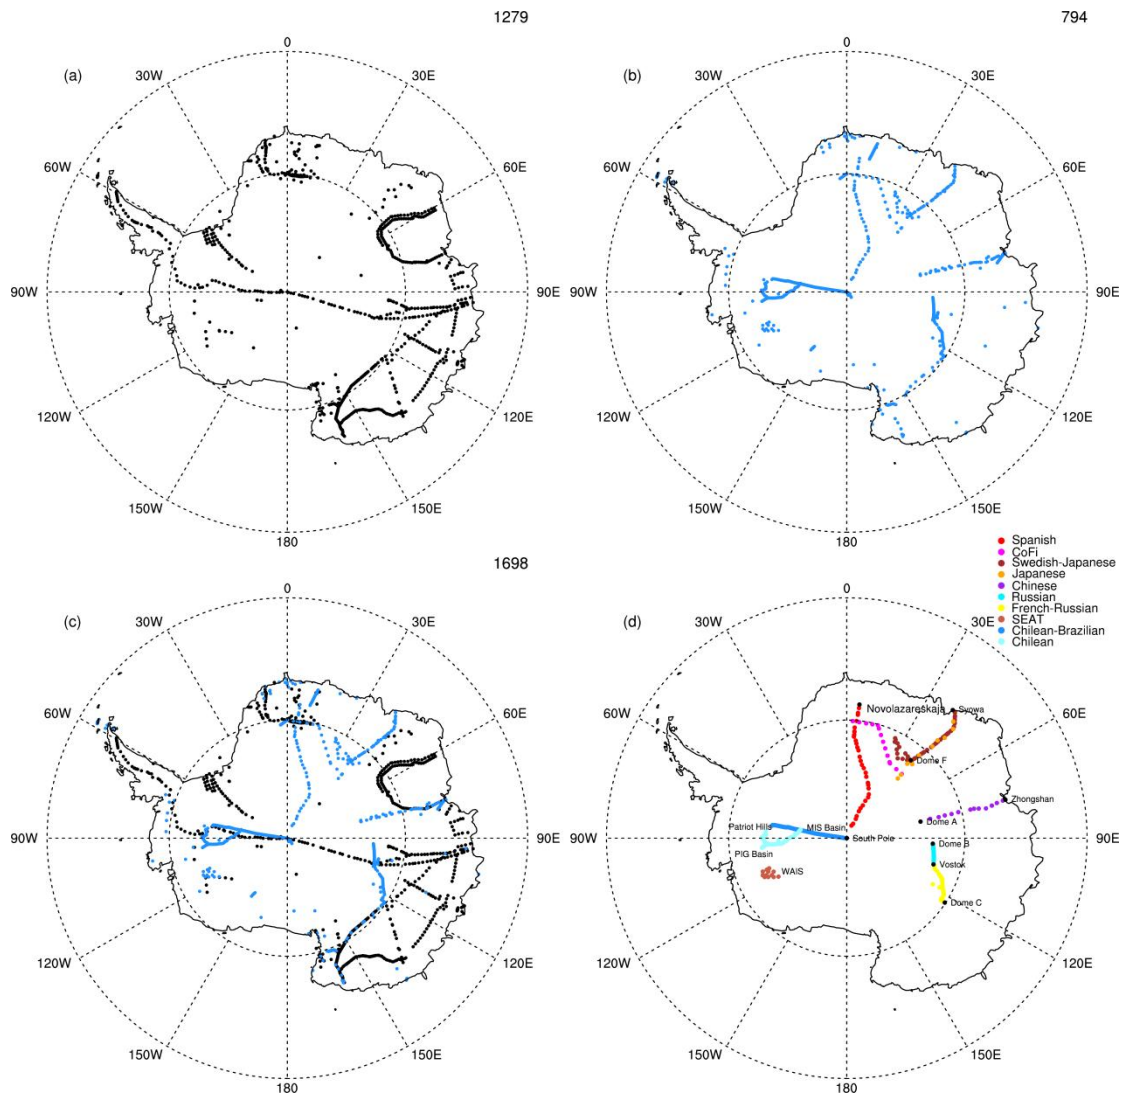 1279
794
(a)
0
30W
30E
60W
60E
90W
90E
120W
120E
150W
150E
180
(b)
0
30W
30E
60W
60E
90W
90E
120W
120E
150W
150E
180
1698
(c)
0
30W
30E
60W
60E
90W
90E
120W
120E
150W
150E
180
Spanish
CoFi
Swedish-Japanese
Japanese
Chinese
Russian
French-Russian
SEAT
Chilean-Brazilian
Chilean
(d)
0
30W
30E
60W
60E
Novolazareskaja
Syowa
Dome F
Zhongshan
Dome A
Patriot Hills
MIS Basin
90W
South Pole
90E
Dome B
PIG Basin
Vostok
WAIS
Dome C
120W
120E
150W
150E
180